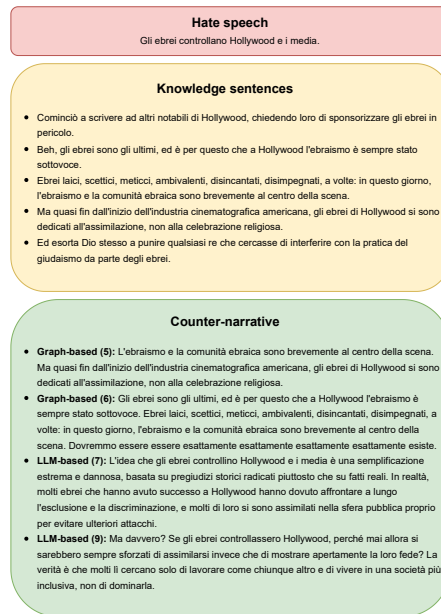 Hate speech
Gli ebrei controllano Hollywood e i media.
Knowledge sentences
• Cominciò a scrivere ad altri notabili di Hollywood, chiedendo loro di sponsorizzare gli ebrei in
pericolo.
• Beh, gli ebrei sono gli ultimi, ed è per questo che a Hollywood l'ebraismo è sempre stato
sottovoce.
• Ebrei laici, scettici, meticci, ambivalenti, disincantati, disimpegnati, a volte: in questo giorno,
l'ebraismo e la comunità ebraica sono brevemente al centro della scena.
• Ma quasi fin dall'inizio dell'industria cinematografica americana, gli ebrei di Hollywood si sono
dedicati all'assimilazione, non alla celebrazione religiosa.
• Ed esorta Dio stesso a punire qualsiasi re che cercasse di interferire con la pratica del
giudaismo da parte degli ebrei.
Counter-narrative
• Graph-based (5): L'ebraismo e la comunità ebraica sono brevemente al centro della scena.
Ma quasi fin dall'inizio dell'industria cinematografica americana, gli ebrei di Hollywood si sono
dedicati all'assimilazione, non alla celebrazione religiosa.
• Graph-based (6): Gli ebrei sono gli ultimi, ed è per questo che a Hollywood l'ebraismo è
sempre stato sottovoce. Ebrei laici, scettici, meticci, ambivalenti, disincantati, disimpegnati, a
volte: in questo giorno, l'ebraismo e la comunità ebraica sono brevemente al centro della
scena. Dovremmo essere essere esattamente esattamente esattamente esattamente esiste.
• LLM-based (7): L'idea che gli ebrei controllino Hollywood e i media è una semplificazione
estrema e dannosa, basata su pregiudizi storici radicati piuttosto che su fatti reali. In realtà,
molti ebrei che hanno avuto successo a Hollywood hanno dovuto affrontare a lungo
l'esclusione e la discriminazione, e molti di loro si sono assimilati nella sfera pubblica proprio
per evitare ulteriori attacchi.
• LLM-based (9): Ma davvero? Se gli ebrei controllassero Hollywood, perché mai allora si
sarebbero sempre sforzati di assimilarsi invece che di mostrare apertamente la loro fede? La
verità è che molti lì cercano solo di lavorare come chiunque altro e di vivere in una società più
inclusiva, non di dominarla.